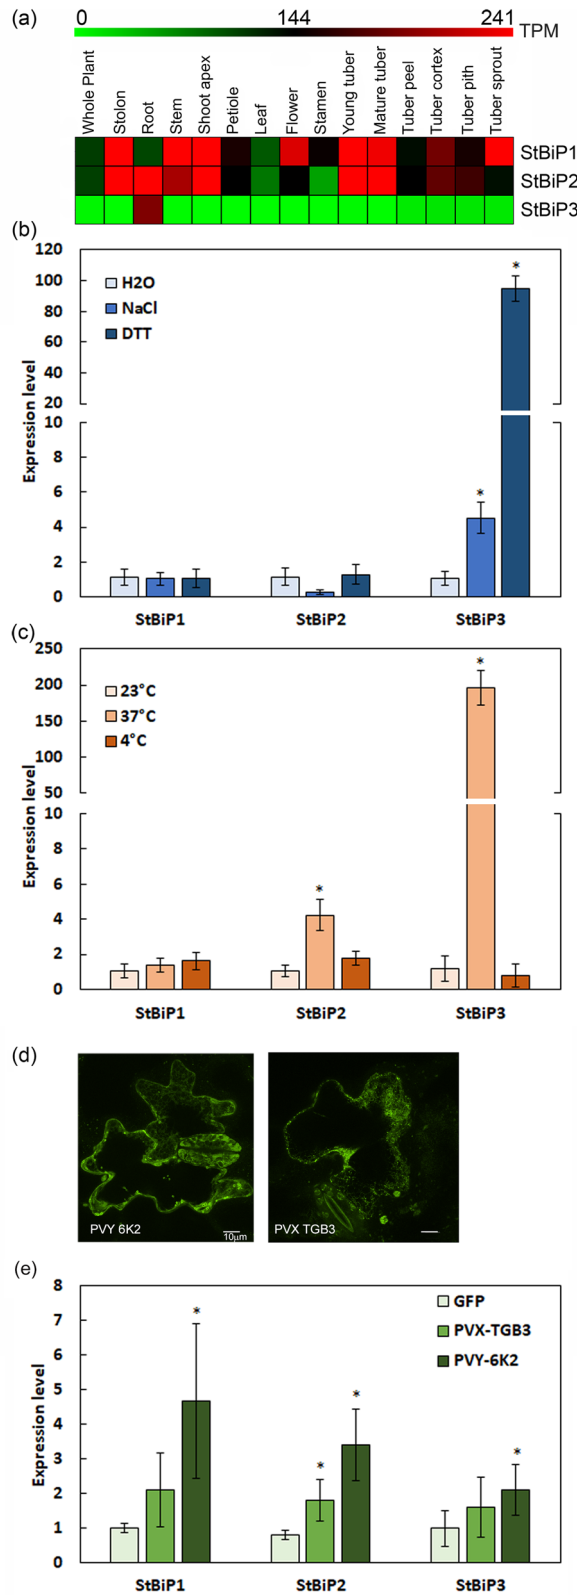 (a)
0 144 241
TPM
Whole Plant
Stolon
Root
Stem
Shoot apex
Petiole
Leaf
Flower
Stamen
Young tuber
Mature tuber
Tuber peel
Tuber cortex
Tuber pith
Tuber sprout
StBiP1
StBiP2
StBiP3
(b)
Expression level
120
100
80
60
40
20
10
8
6
4
2
0
H2O
NaCl
DTT
*
*
StBiP1 StBiP2 StBiP3
(c)
Expression level
250
200
150
100
50
10
8
6
4
2
0
23°C
37°C
4°C
*
*
StBiP1 StBiP2 StBiP3
(d)
PVY 6K2
10µm
PVX TGB3
(e)
Expression level
8
7
6
5
4
3
2
1
0
GFP
PVX-TGB3
PVY-6K2
*
*
*
*
StBiP1 StBiP2 StBiP3